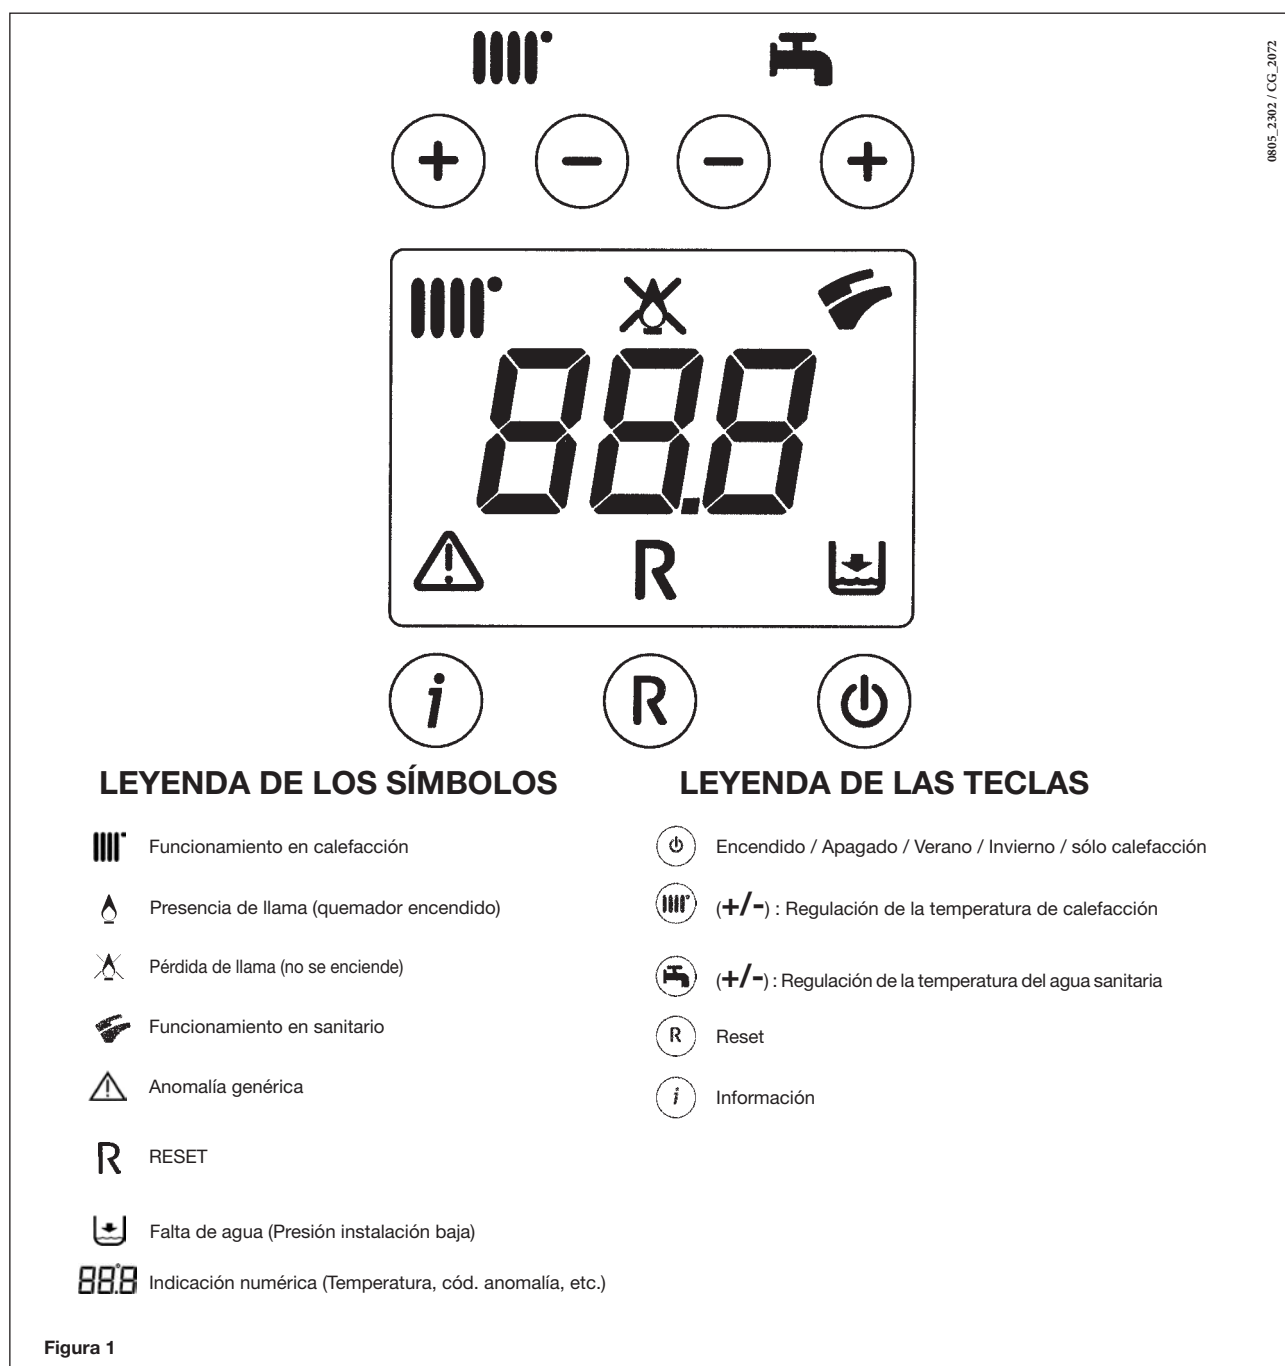 0805_2302 / CG_2072
+ - - +
88.8
R
i R
LEYENDA DE LOS SÍMBOLOS
Funcionamiento en calefacción
Presencia de llama (quemador encendido)
Pérdida de llama (no se enciende)
Funcionamiento en sanitario
Anomalía genérica
R RESET
Falta de agua (Presión instalación baja)
88.8 Indicación numérica (Temperatura, cód. anomalía, etc.)
LEYENDA DE LAS TECLAS
Encendido / Apagado / Verano / Invierno / sólo calefacción
(+/-) : Regulación de la temperatura de calefacción
(+/-) : Regulación de la temperatura del agua sanitaria
R Reset
i Información
Figura 1